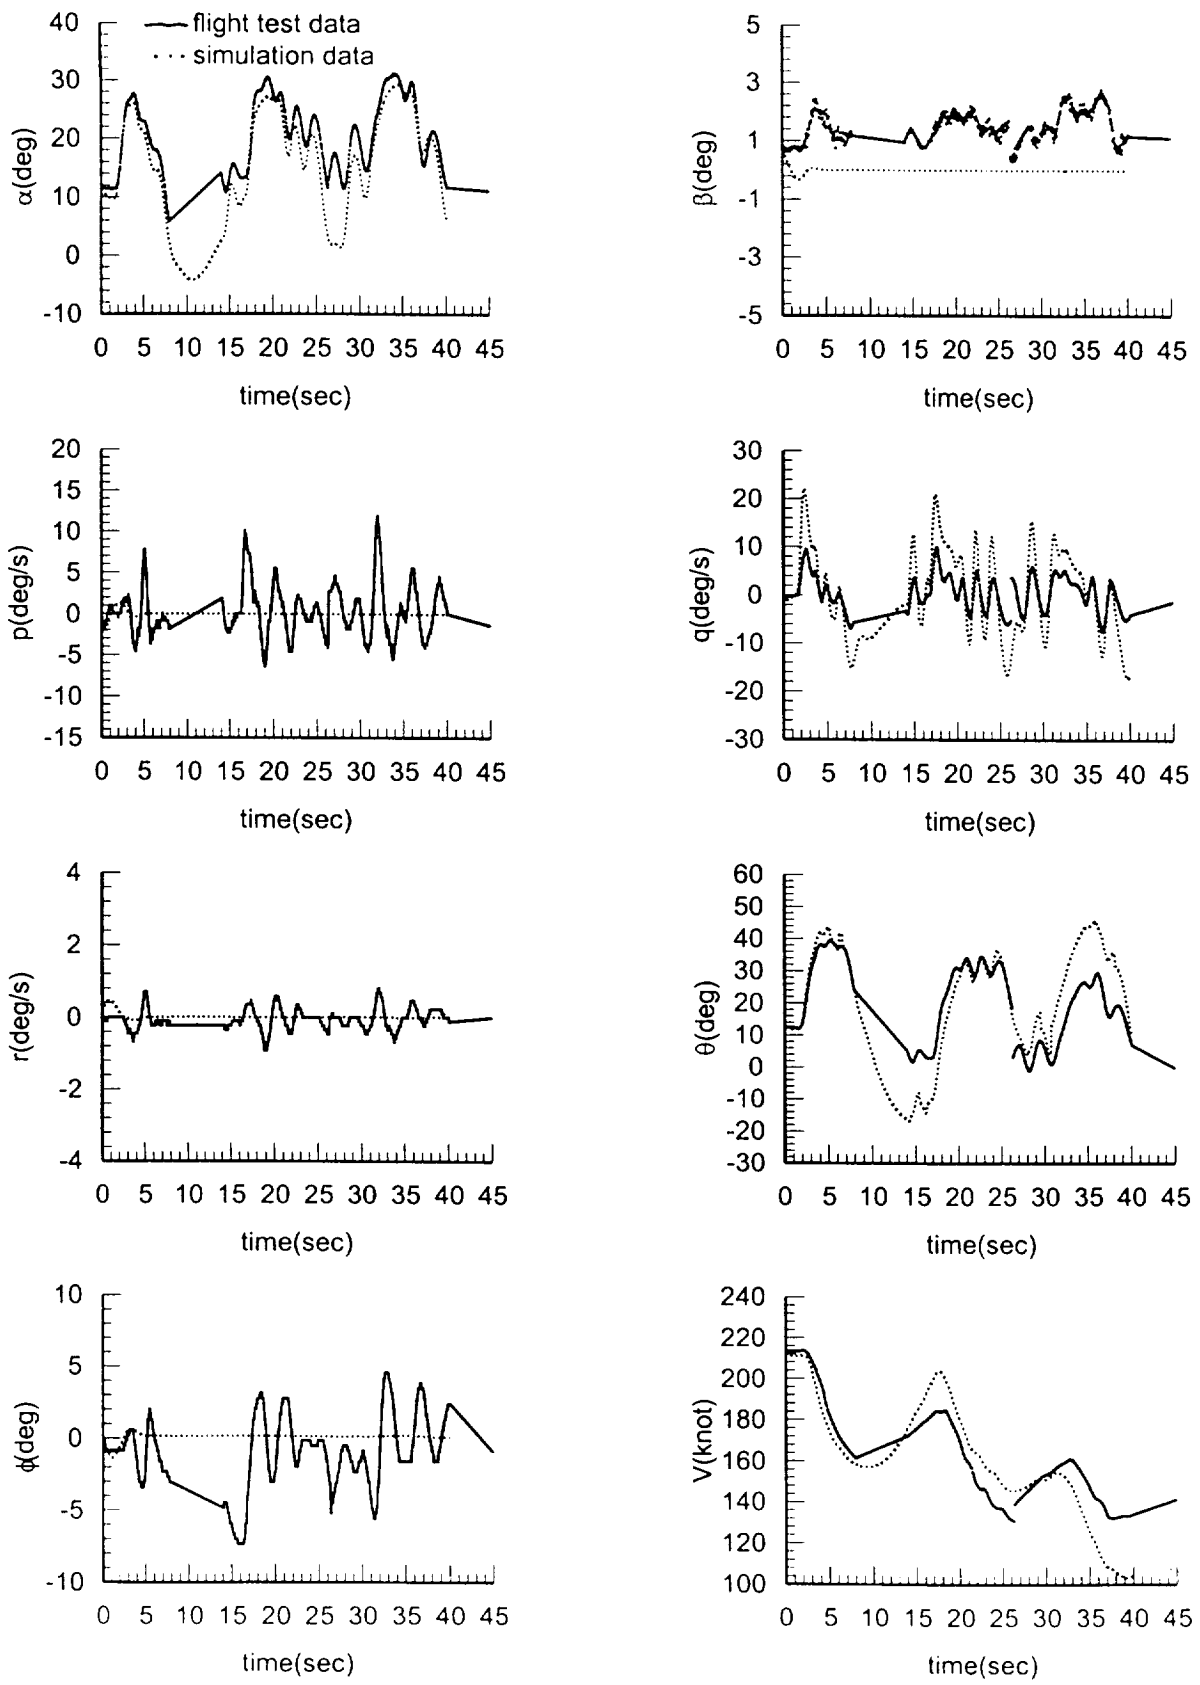 40
30
20
10
0
-10
α(deg)
flight test data
simulation data
0 5 10 15 20 25 30 35 40 45
time(sec)
5
3
1
-1
-3
-5
β(deg)
0 5 10 15 20 25 30 35 40 45
time(sec)
20
15
10
5
0
-5
-10
-15
p(deg/s)
0 5 10 15 20 25 30 35 40 45
time(sec)
30
20
10
0
-10
-20
-30
q(deg/s)
0 5 10 15 20 25 30 35 40 45
time(sec)
4
2
0
-2
-4
r(deg/s)
0 5 10 15 20 25 30 35 40 45
time(sec)
60
50
40
30
20
10
0
-10
-20
-30
θ(deg)
0 5 10 15 20 25 30 35 40 45
time(sec)
10
5
0
-5
-10
ϕ(deg)
0 5 10 15 20 25 30 35 40 45
time(sec)
240
220
200
180
160
140
120
100
V(knot)
0 5 10 15 20 25 30 35 40 45
time(sec)